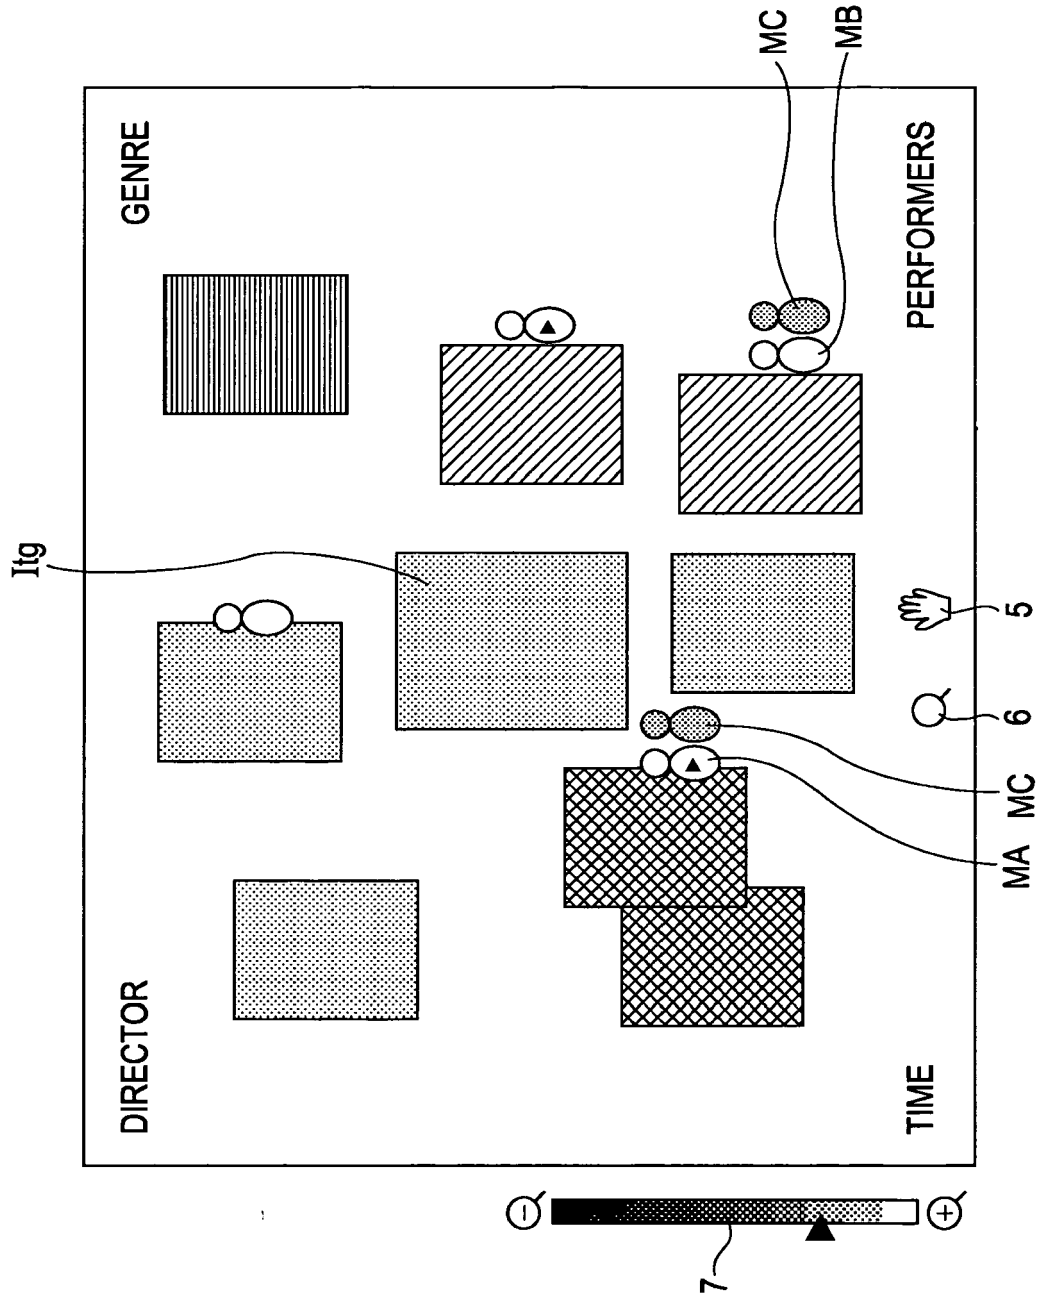 Itg
DIRECTOR
GENRE
−
7
MC
MB
TIME
PERFORMERS
+
MA
MC
6
5